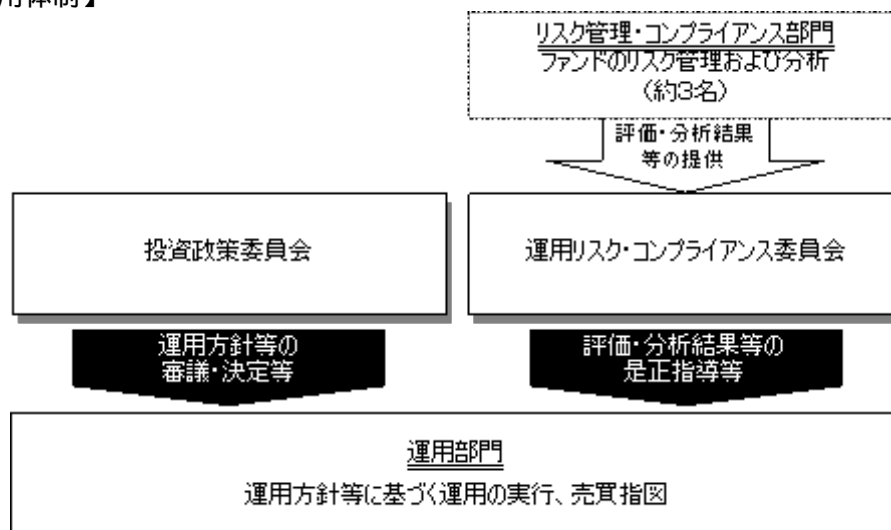 用体制】
リスク管理・コンプライアンス部門
ファンドのリスク管理および分析
（約3名）
評価・分析結果
等の提供
投資政策委員会
運用リスク・コンプライアンス委員会
運用方針等の
審議・決定等
評価・分析結果等の
是正指導等
運用部門
運用方針等に基づく運用の実行、売買指図